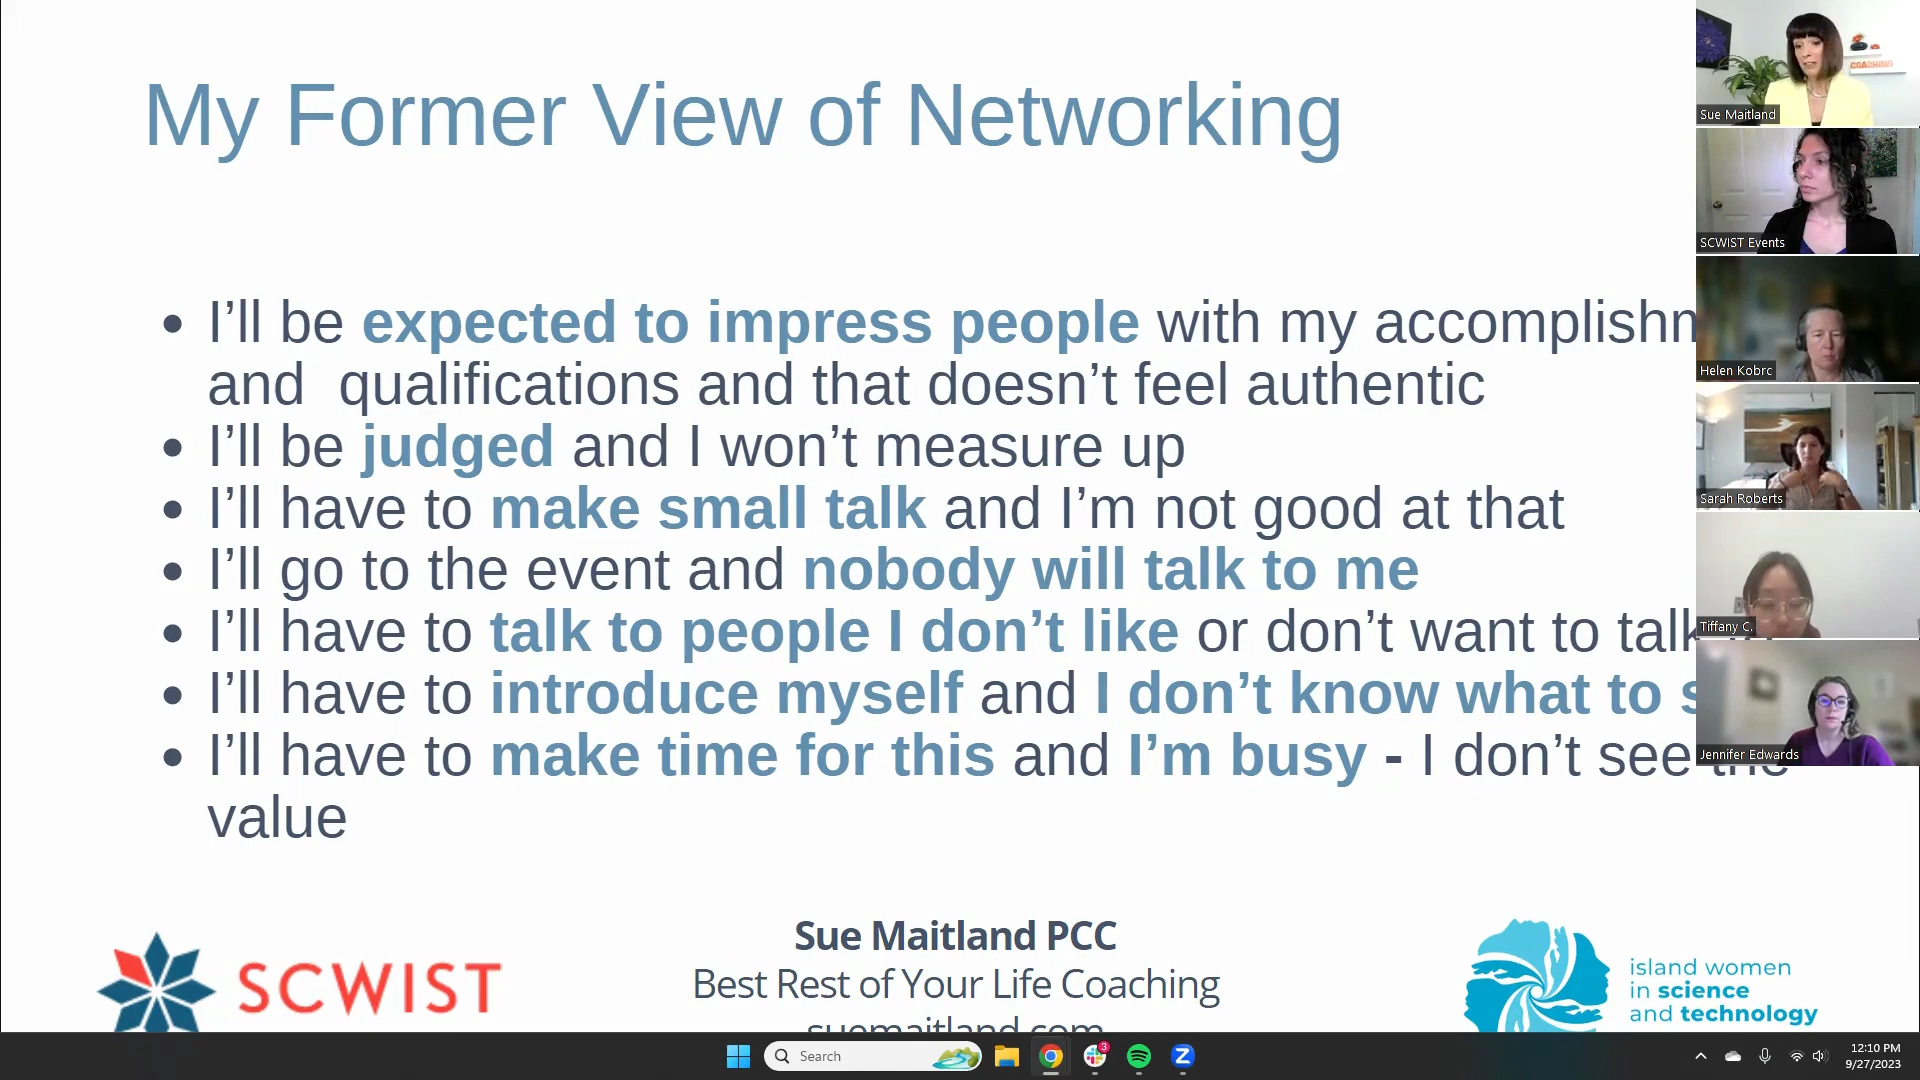 My Former View of Networking
COACHING
Sue Maitland
SCWIST Events
Helen Kobrc
Sarah Roberts
Tiffany C.
Jennifer Edwards
• I’ll be expected to impress people with my
and qualifications and that doesn’t feel authentic
• I’ll be judged and I won’t measure up
• I’ll have to make small talk and I’m not good at that
• I’ll go to the event and nobody will talk to me
• I’ll have to talk to people I don’t like or don’t want to talk
• I’ll have to introduce myself and I don’t know what to
• I’ll have to make time for this and I’m busy - I don’t see the
value
SCWIST
Sue Maitland PCC
Best Rest of Your Life Coaching
suemaitland.com
island women
in science
and technology
Search
3
12:10 PM
9/27/2023